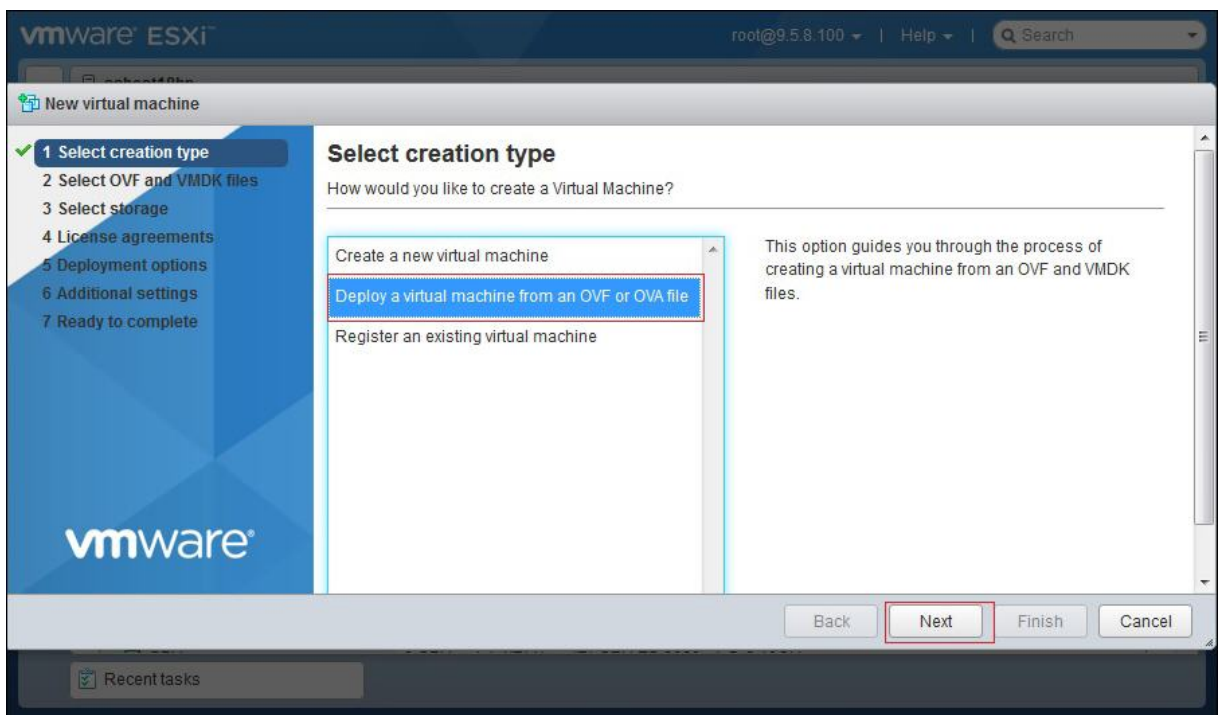 vmware ESXi™
root@9.5.8.100 | Help | Search
New virtual machine
1 Select creation type
2 Select OVF and VMDK files
3 Select storage
4 License agreements
5 Deployment options
6 Additional settings
7 Ready to complete
vmware®
Select creation type
How would you like to create a Virtual Machine?
Create a new virtual machine
Deploy a virtual machine from an OVF or OVA file
Register an existing virtual machine
This option guides you through the process of
creating a virtual machine from an OVF and VMDK
files.
Back
Next
Finish
Cancel
Recent tasks